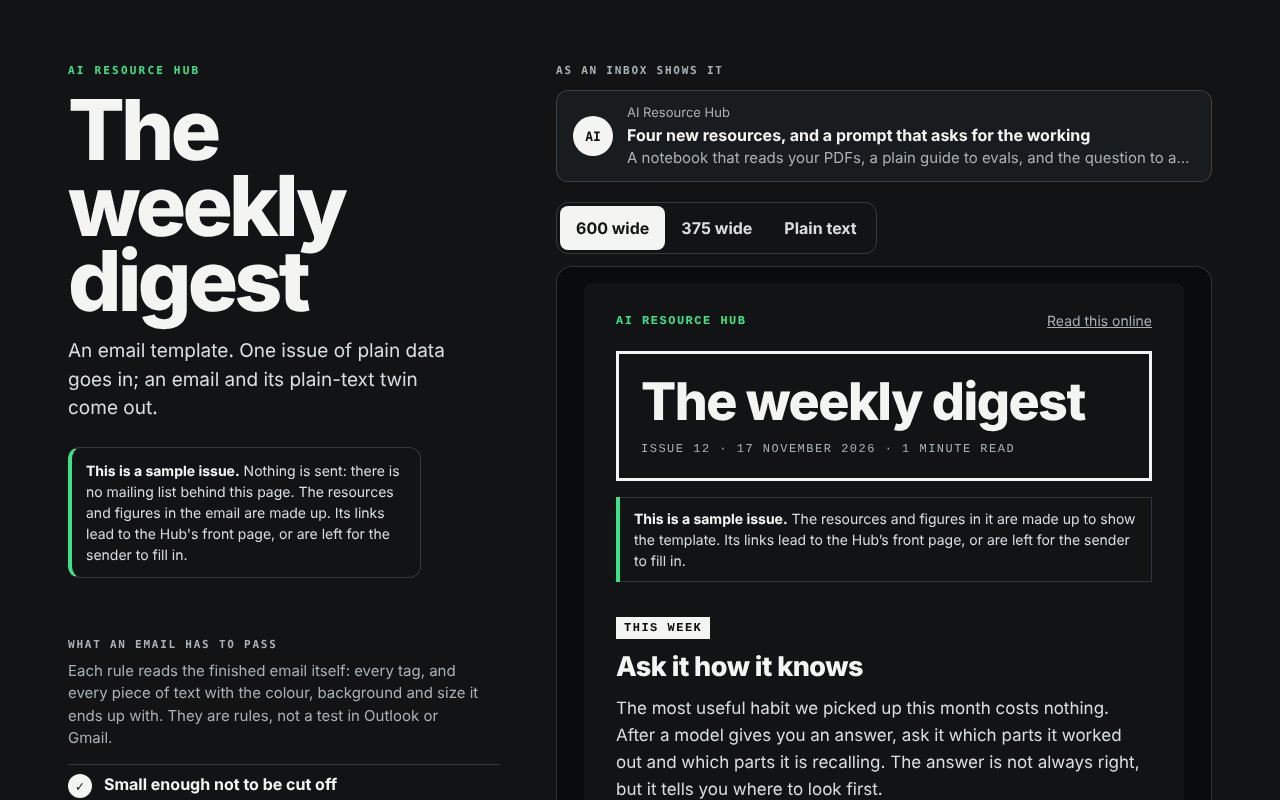 AI RESOURCE HUB
The
weekly
digest
An email template. One issue of plain data
goes in; an email and its plain-text twin
come out.
This is a sample issue. Nothing is sent: there is
no mailing list behind this page. The resources
and figures in the email are made up. Its links
lead to the Hub's front page, or are left for the
sender to fill in.
WHAT AN EMAIL HAS TO PASS
Each rule reads the finished email itself: every tag, and
every piece of text with the colour, background and size it
ends up with. They are rules, not a test in Outlook or
Gmail.
✓ Small enough not to be cut off
AS AN INBOX SHOWS IT
AI
AI Resource Hub
Four new resources, and a prompt that asks for the working
A notebook that reads your PDFs, a plain guide to evals, and the question to a…
600 wide 375 wide Plain text
AI RESOURCE HUB Read this online
The weekly digest
ISSUE 12 · 17 NOVEMBER 2026 · 1 MINUTE READ
This is a sample issue. The resources and figures in it are made up to show
the template. Its links lead to the Hub’s front page, or are left for the sender
to fill in.
THIS WEEK
Ask it how it knows
The most useful habit we picked up this month costs nothing.
After a model gives you an answer, ask it which parts it worked
out and which parts it is recalling. The answer is not always right,
but it tells you where to look first.